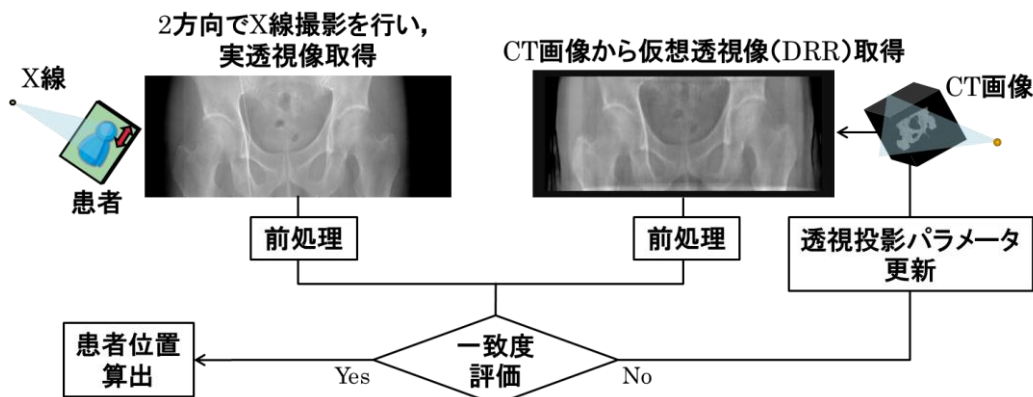 2方向でX線撮影を行い，
実透視像取得
CT画像から仮想透視像（DRR）取得
X線
CT画像
患者
前処理
前処理
透視投影パラメータ
更新
患者位置
算出
一致度
評価
Yes
No